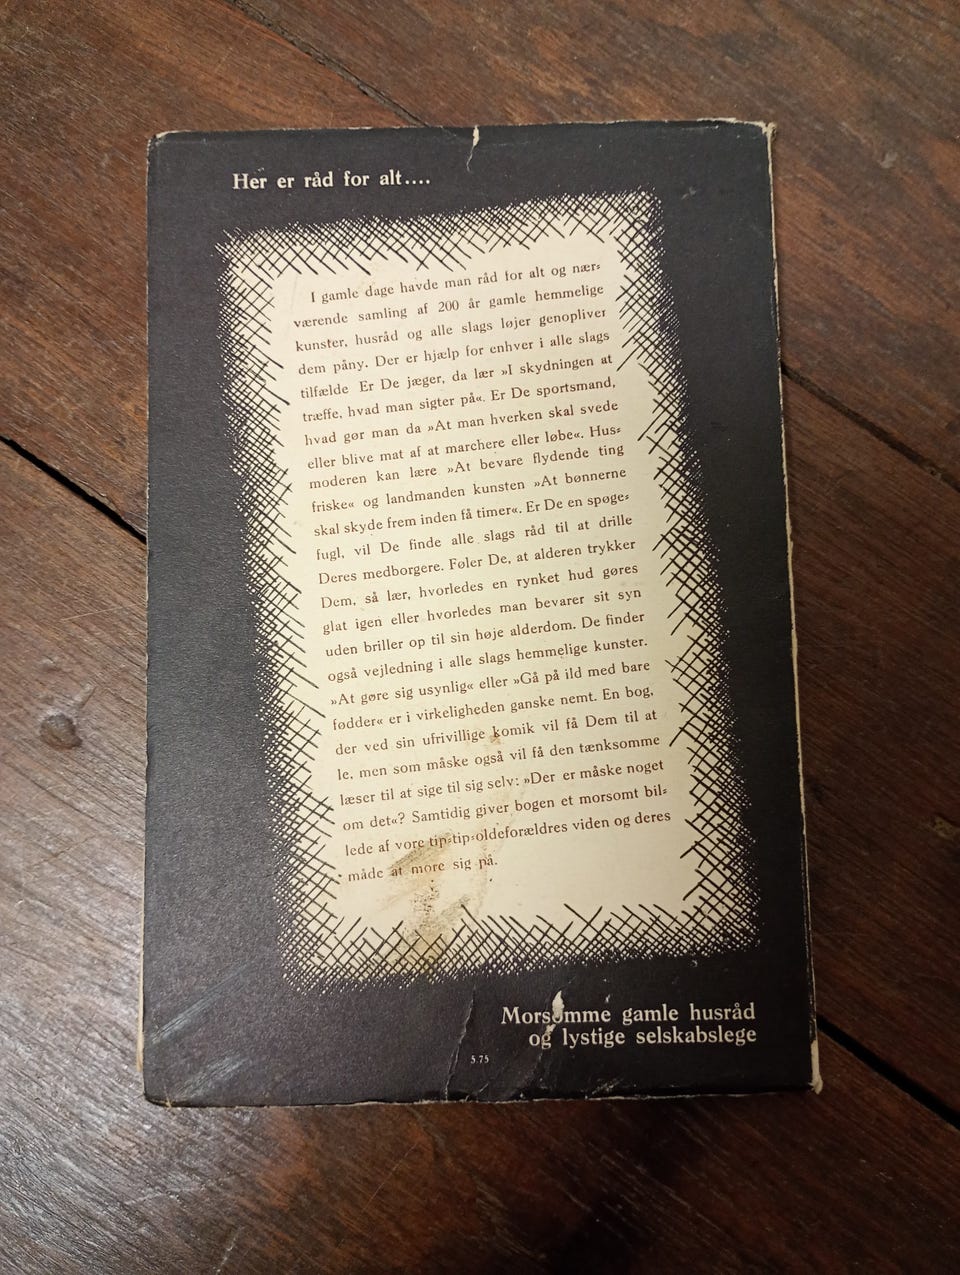 Her er råd for alt....
I gamle dage havde man råd for alt og nær=
værende samling af 200 år gamle hemmelige
kunster, husråd og alle slags løjer genopliver
dem påny. Der er hjælp for enhver i alle slags
tilfælde Er De jæger, da lær »I skydningen at
træffe, hvad man sigter på«. Er De sportsmand,
hvad gør man da »At man hverken skal svede
eller blive mat af at marchere eller løbe«. Hus=
moderen kan lære »At bevare flydende ting
friske« og landmanden kunsten »At bønnerne
skal skyde frem inden få timer«. Er De en spøge=
fugl, vil De finde alle slags råd til at drille
Deres medborgere. Føler De, at alderen trykker
Dem, så lær, hvorledes en rynket hud gøres
glat igen eller hvorledes man bevarer sit syn
uden briller op til sin høje alderdom. De finder
også vejledning i alle slags hemmelige kunster.
»At gøre sig usynlig« eller »Gå på ild med bare
fødder« er i virkeligheden ganske nemt. En bog,
der ved sin ufrivillige komik vil få Dem til at
le, men som måske også vil få den tænksomme
læser til at sige til sig selv: »Der er måske noget
om det«? Samtidig giver bogen et morsomt bil=
lede af vore tip=tip=oldeforældres viden og deres
måde at more sig på.
Morsomme gamle husråd
og lystige selskabslege
5.75